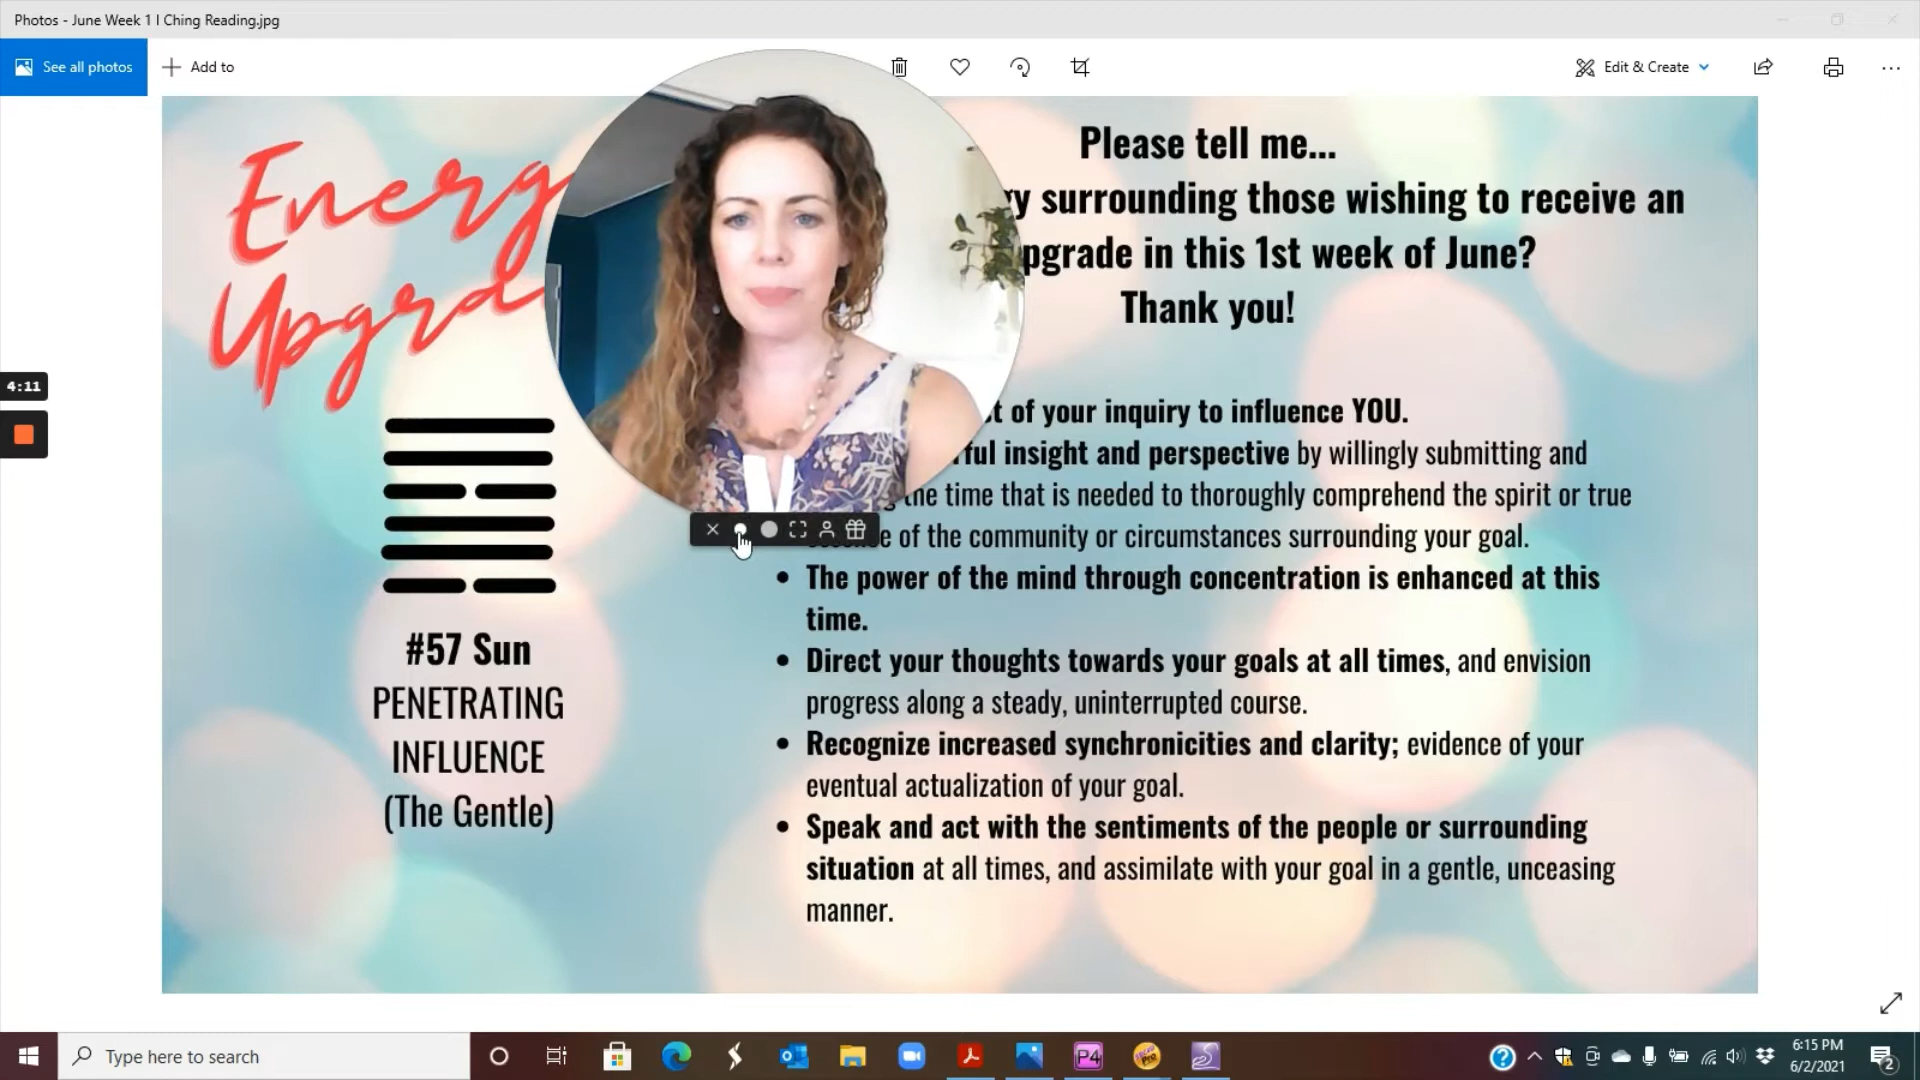 Photos - June Week 1 I Ching Reading.jpg
See all photos
Add to
Edit & Create
Energ
Upgra
Please tell me...
gy surrounding those wishing to receive an
pgrade in this 1st week of June?
Thank you!
4:11
t of your inquiry to influence YOU.
ful insight and perspective by willingly submitting and
the time that is needed to thoroughly comprehend the spirit or true
e of the community or circumstances surrounding your goal.
• The power of the mind through concentration is enhanced at this
time.
• Direct your thoughts towards your goals at all times, and envision
progress along a steady, uninterrupted course.
• Recognize increased synchronicities and clarity; evidence of your
eventual actualization of your goal.
• Speak and act with the sentiments of the people or surrounding
situation at all times, and assimilate with your goal in a gentle, unceasing
manner.
#57 Sun
PENETRATING
INFLUENCE
(The Gentle)
Type here to search
P4
Pro
6:15 PM
6/2/2021
2